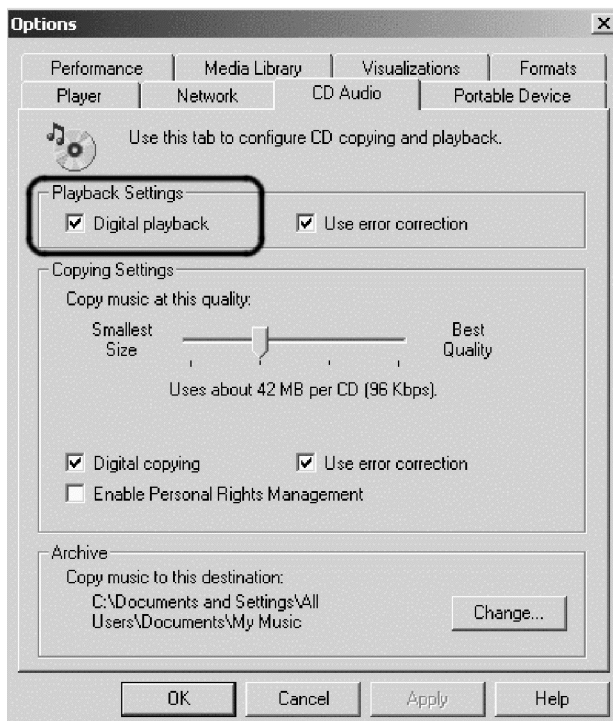 Options
Performance Media Library Visualizations Formats
Player Network CD Audio Portable Device
Use this tab to configure CD copying and playback.
Playback Settings
Digital playback Use error correction
Copying Settings
Copy music at this quality:
Smallest Size Best Quality
Uses about 42 MB per CD (96 Kbps).
Digital copying Use error correction
Enable Personal Rights Management
Archive
Copy music to this destination:
C:\Documents and Settings\All
Users\Documents\My Music
Change...
OK Cancel Apply Help